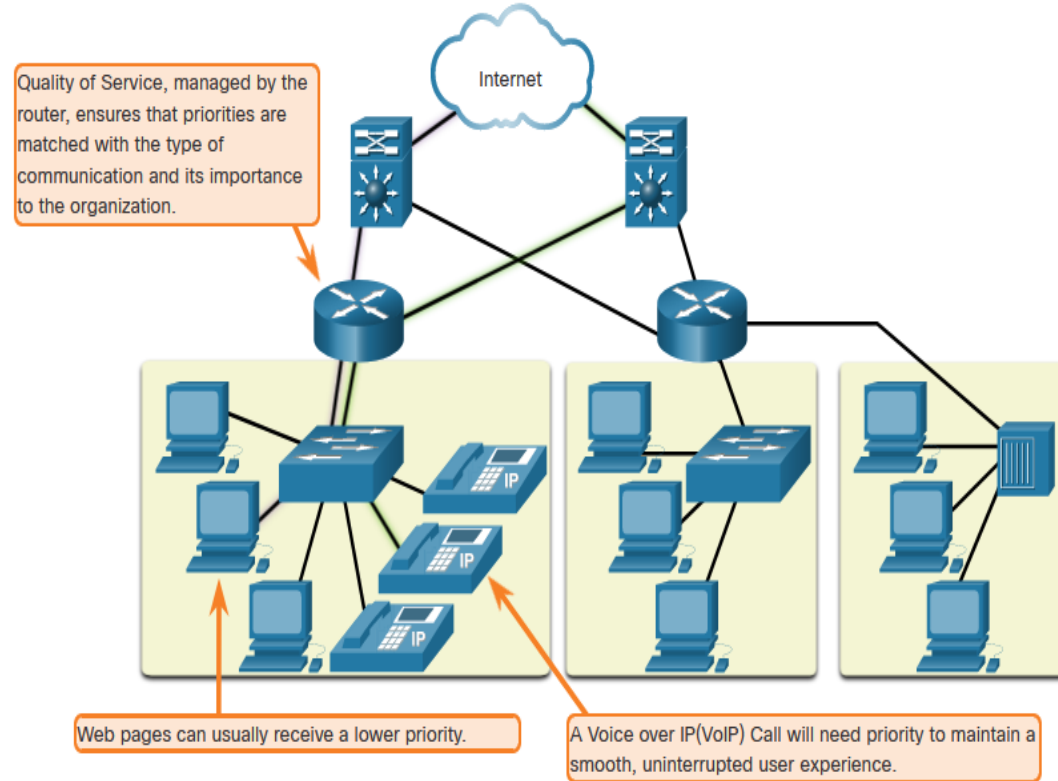 Internet
Quality of Service, managed by the
router, ensures that priorities are
matched with the type of
communication and its importance
to the organization.
IP
IP
IP
Web pages can usually receive a lower priority.
A Voice over IP(VoIP) Call will need priority to maintain a
smooth, uninterrupted user experience.